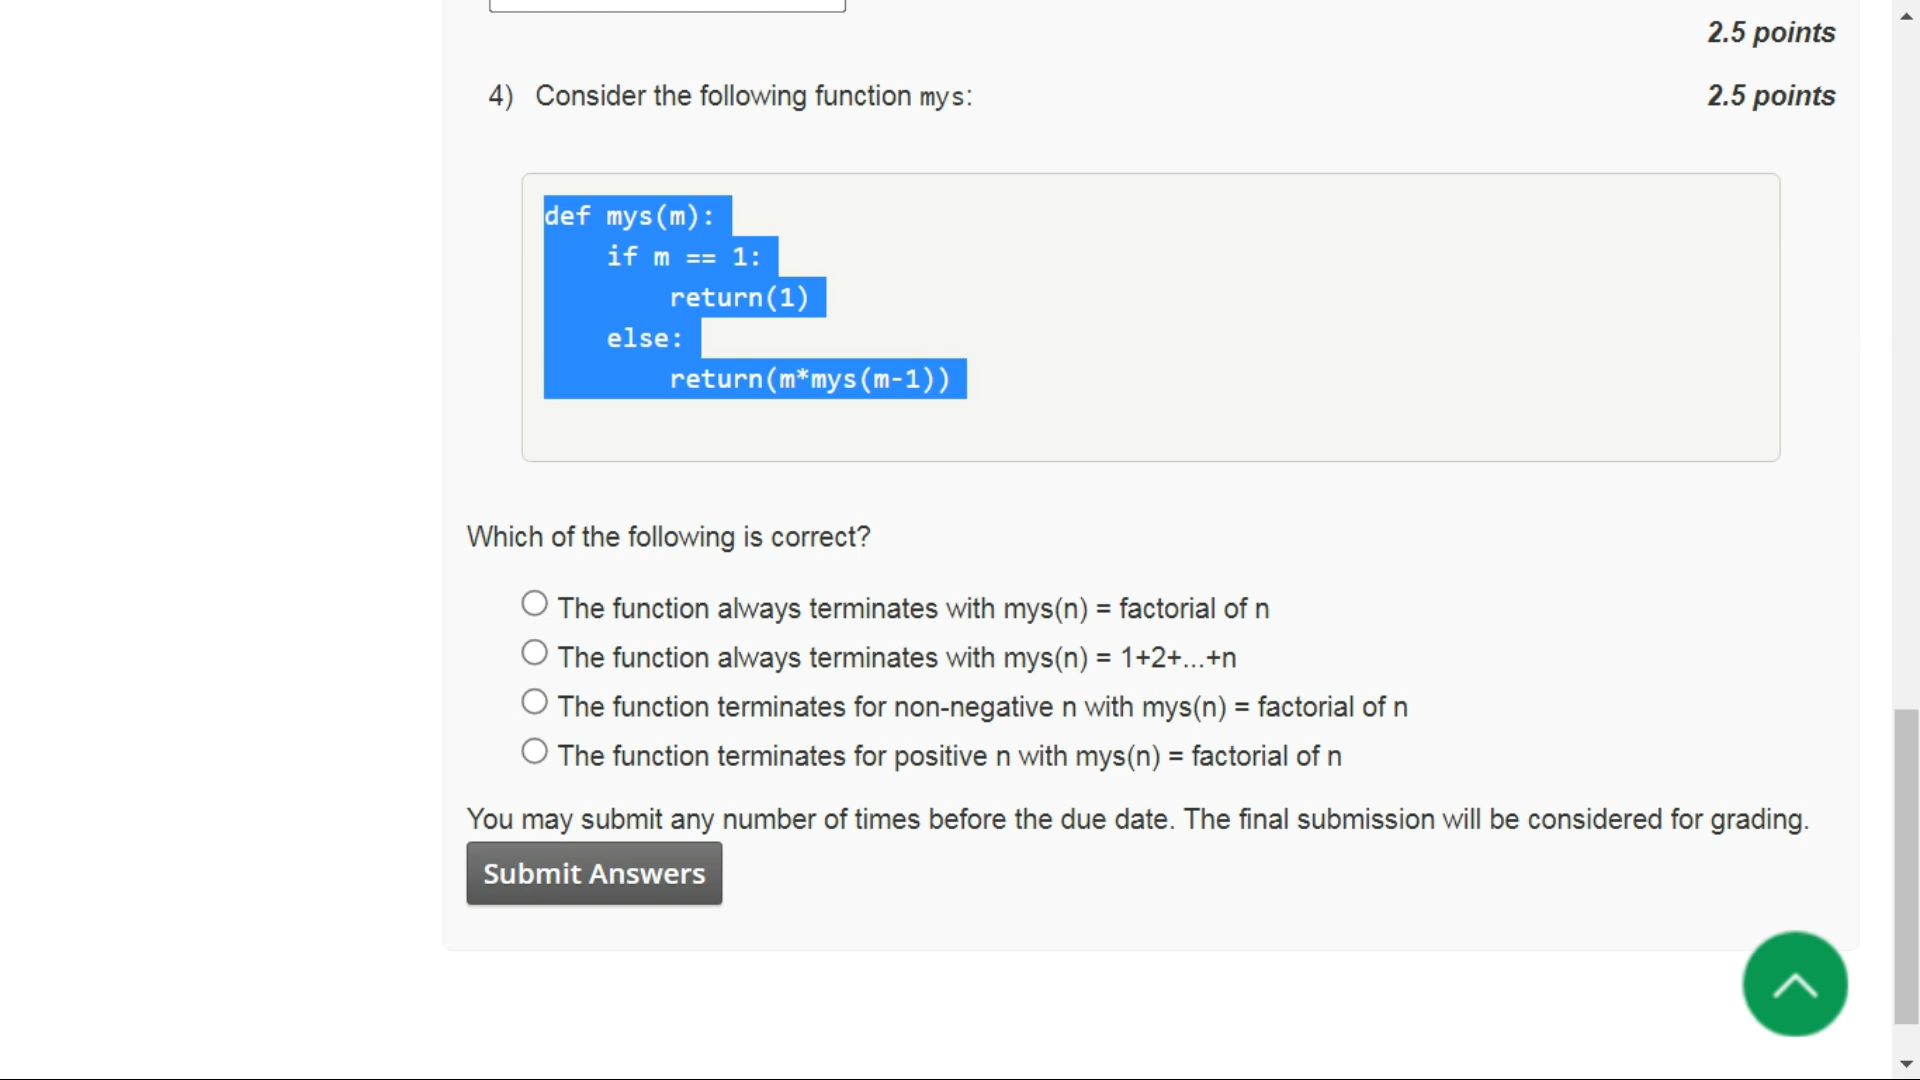 2.5 points
4) Consider the following function mys: 2.5 points
def mys(m):
    if m == 1:
        return(1)
    else:
        return(m*mys(m-1))
Which of the following is correct?
The function always terminates with mys(n) = factorial of n
The function always terminates with mys(n) = 1+2+...+n
The function terminates for non-negative n with mys(n) = factorial of n
The function terminates for positive n with mys(n) = factorial of n
You may submit any number of times before the due date. The final submission will be considered for grading.
Submit Answers